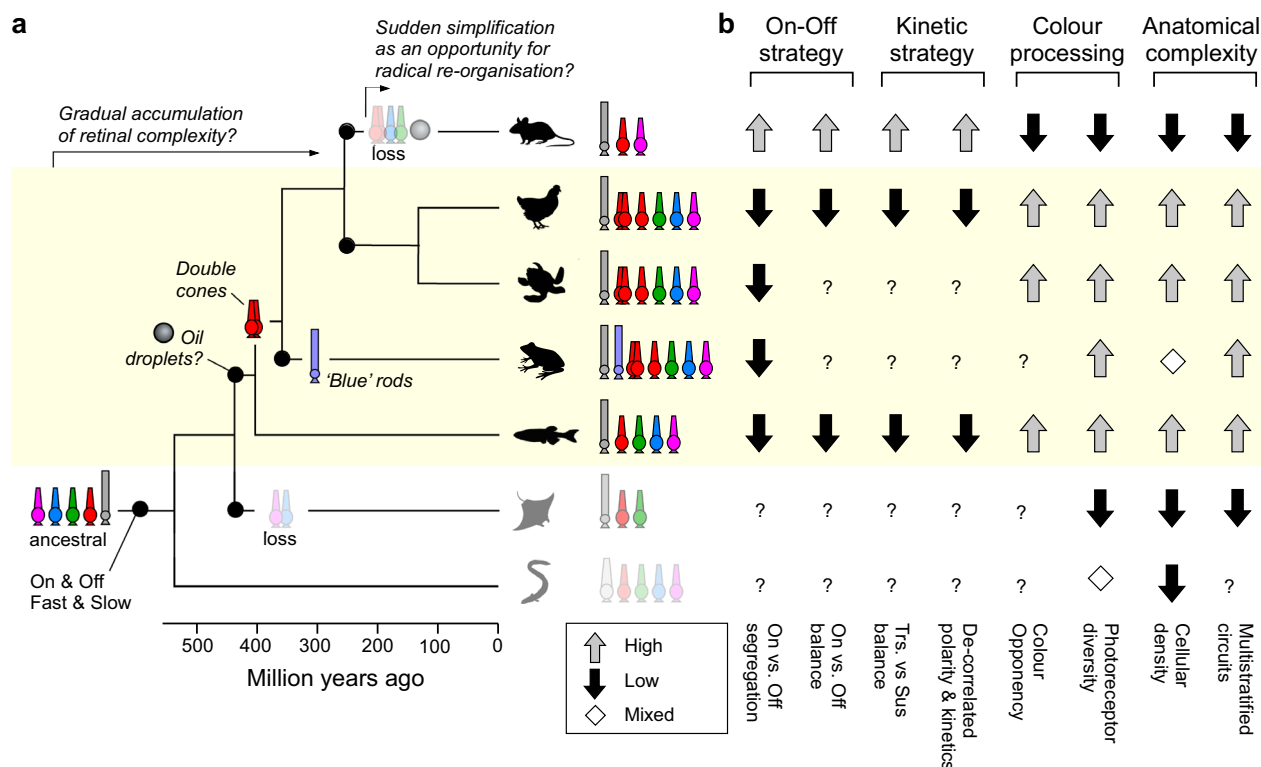 a
Sudden simplification
as an opportunity for
radical re-organisation?
Gradual accumulation
of retinal complexity?
loss
Double
cones
Oil
droplets?
‘Blue’ rods
ancestral
loss
On & Off
Fast & Slow
500 400 300 200 100 0
Million years ago
b
On-Off
strategy
Kinetic
strategy
Colour
processing
Anatomical
complexity
? ? ?
? ? ? ?
? ? ? ? ?
? ? ? ? ? ?
High
Low
Mixed
On vs. Off
segregation
On vs. Off
balance
Trs. vs Sus
balance
De-correlated
polarity & kinetics
Colour
Opponency
Photoreceptor
diversity
Cellular
density
Multistratified
circuits